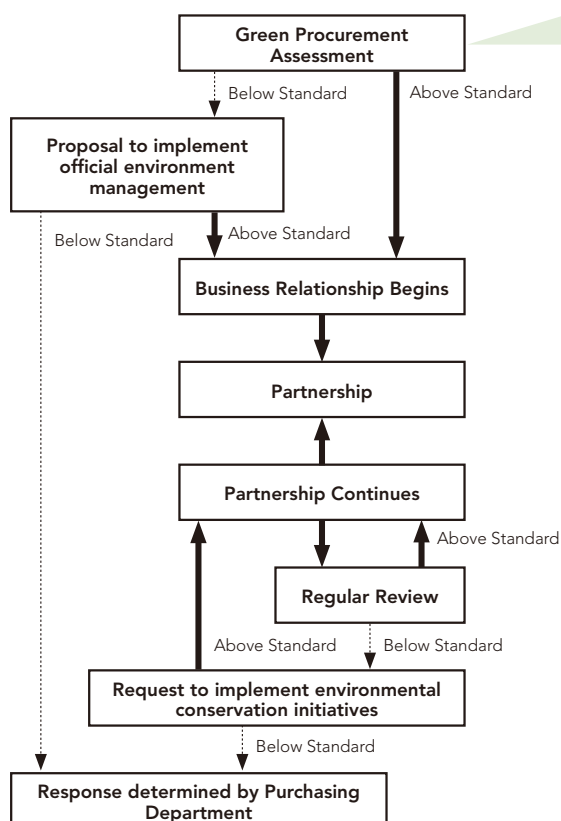 Green Procurement
Assessment
Below Standard
Above Standard
Proposal to implement
official environment
management
Below Standard
Above Standard
Business Relationship Begins
Partnership
Partnership Continues
Above Standard
Regular Review
Above Standard
Below Standard
Request to implement environmental
conservation initiatives
Below Standard
Response determined by Purchasing
Department